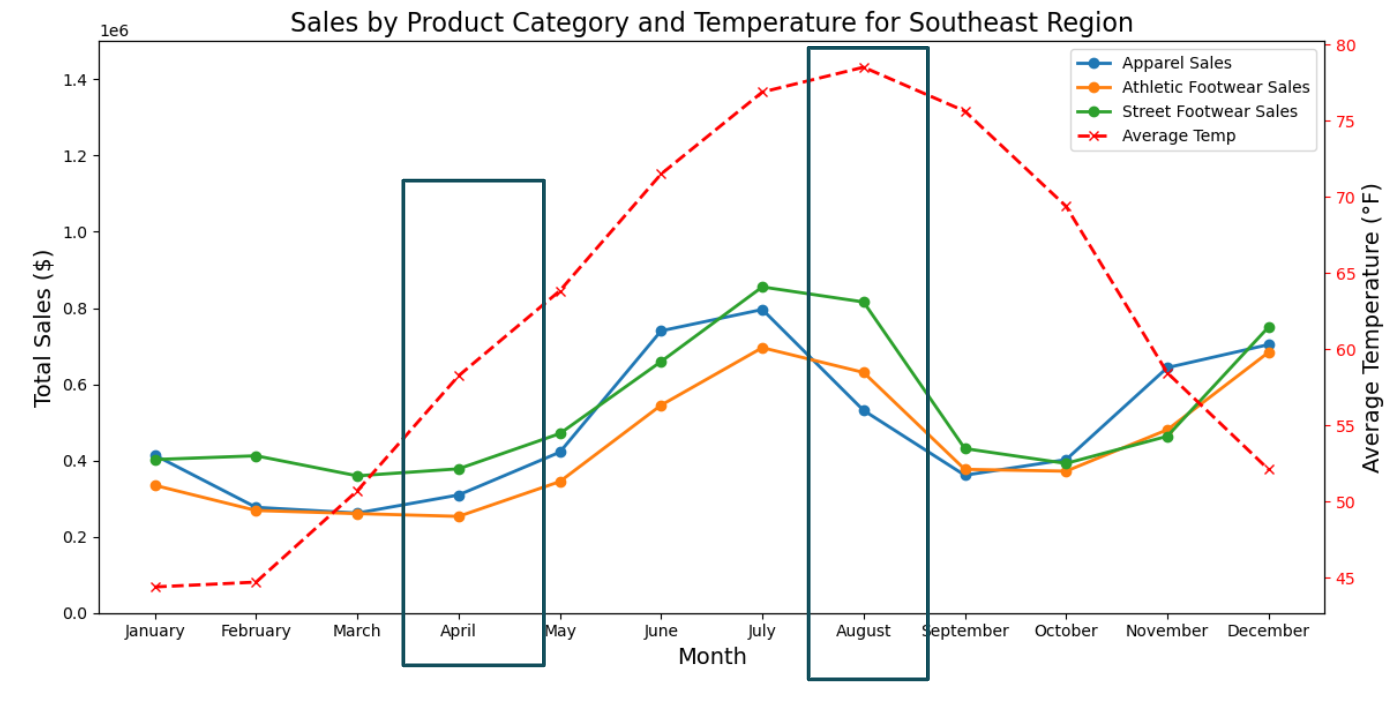 Sales by Product Category and Temperature for Southeast Region
1e6
Total Sales ($)
1.4
1.2
1.0
0.8
0.6
0.4
0.2
0.0
Apparel Sales
Athletic Footwear Sales
Street Footwear Sales
Average Temp
80
75
70
65
60
55
50
45
Average Temperature (°F)
January February March April May June July August September October November December
Month